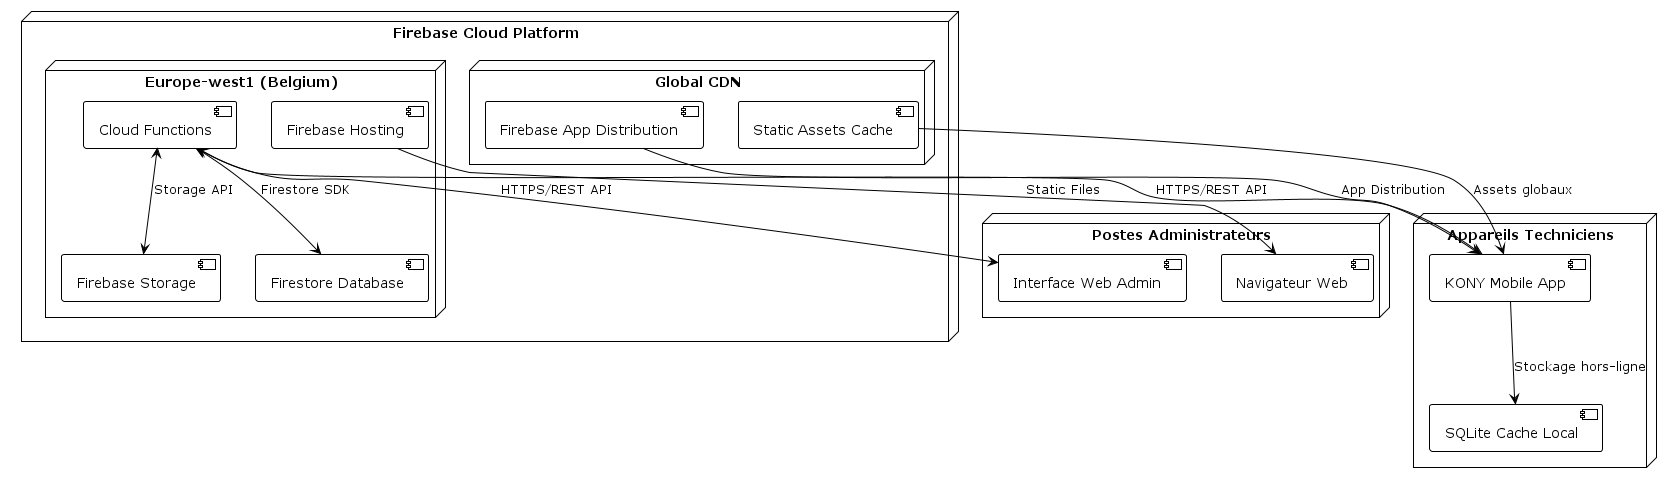 Firebase Cloud Platform
Europe-west1 (Belgium)
Global CDN
Cloud Functions
Firebase Hosting
Firebase App Distribution
Static Assets Cache
Storage API
Firestore SDK
HTTPS/REST API
Static Files
HTTPS/REST API
App Distribution
Assets globaux
Postes Administrateurs
Appareils Techniciens
Firebase Storage
Firestore Database
Interface Web Admin
Navigateur Web
KONY Mobile App
Stockage hors-ligne
SQLite Cache Local